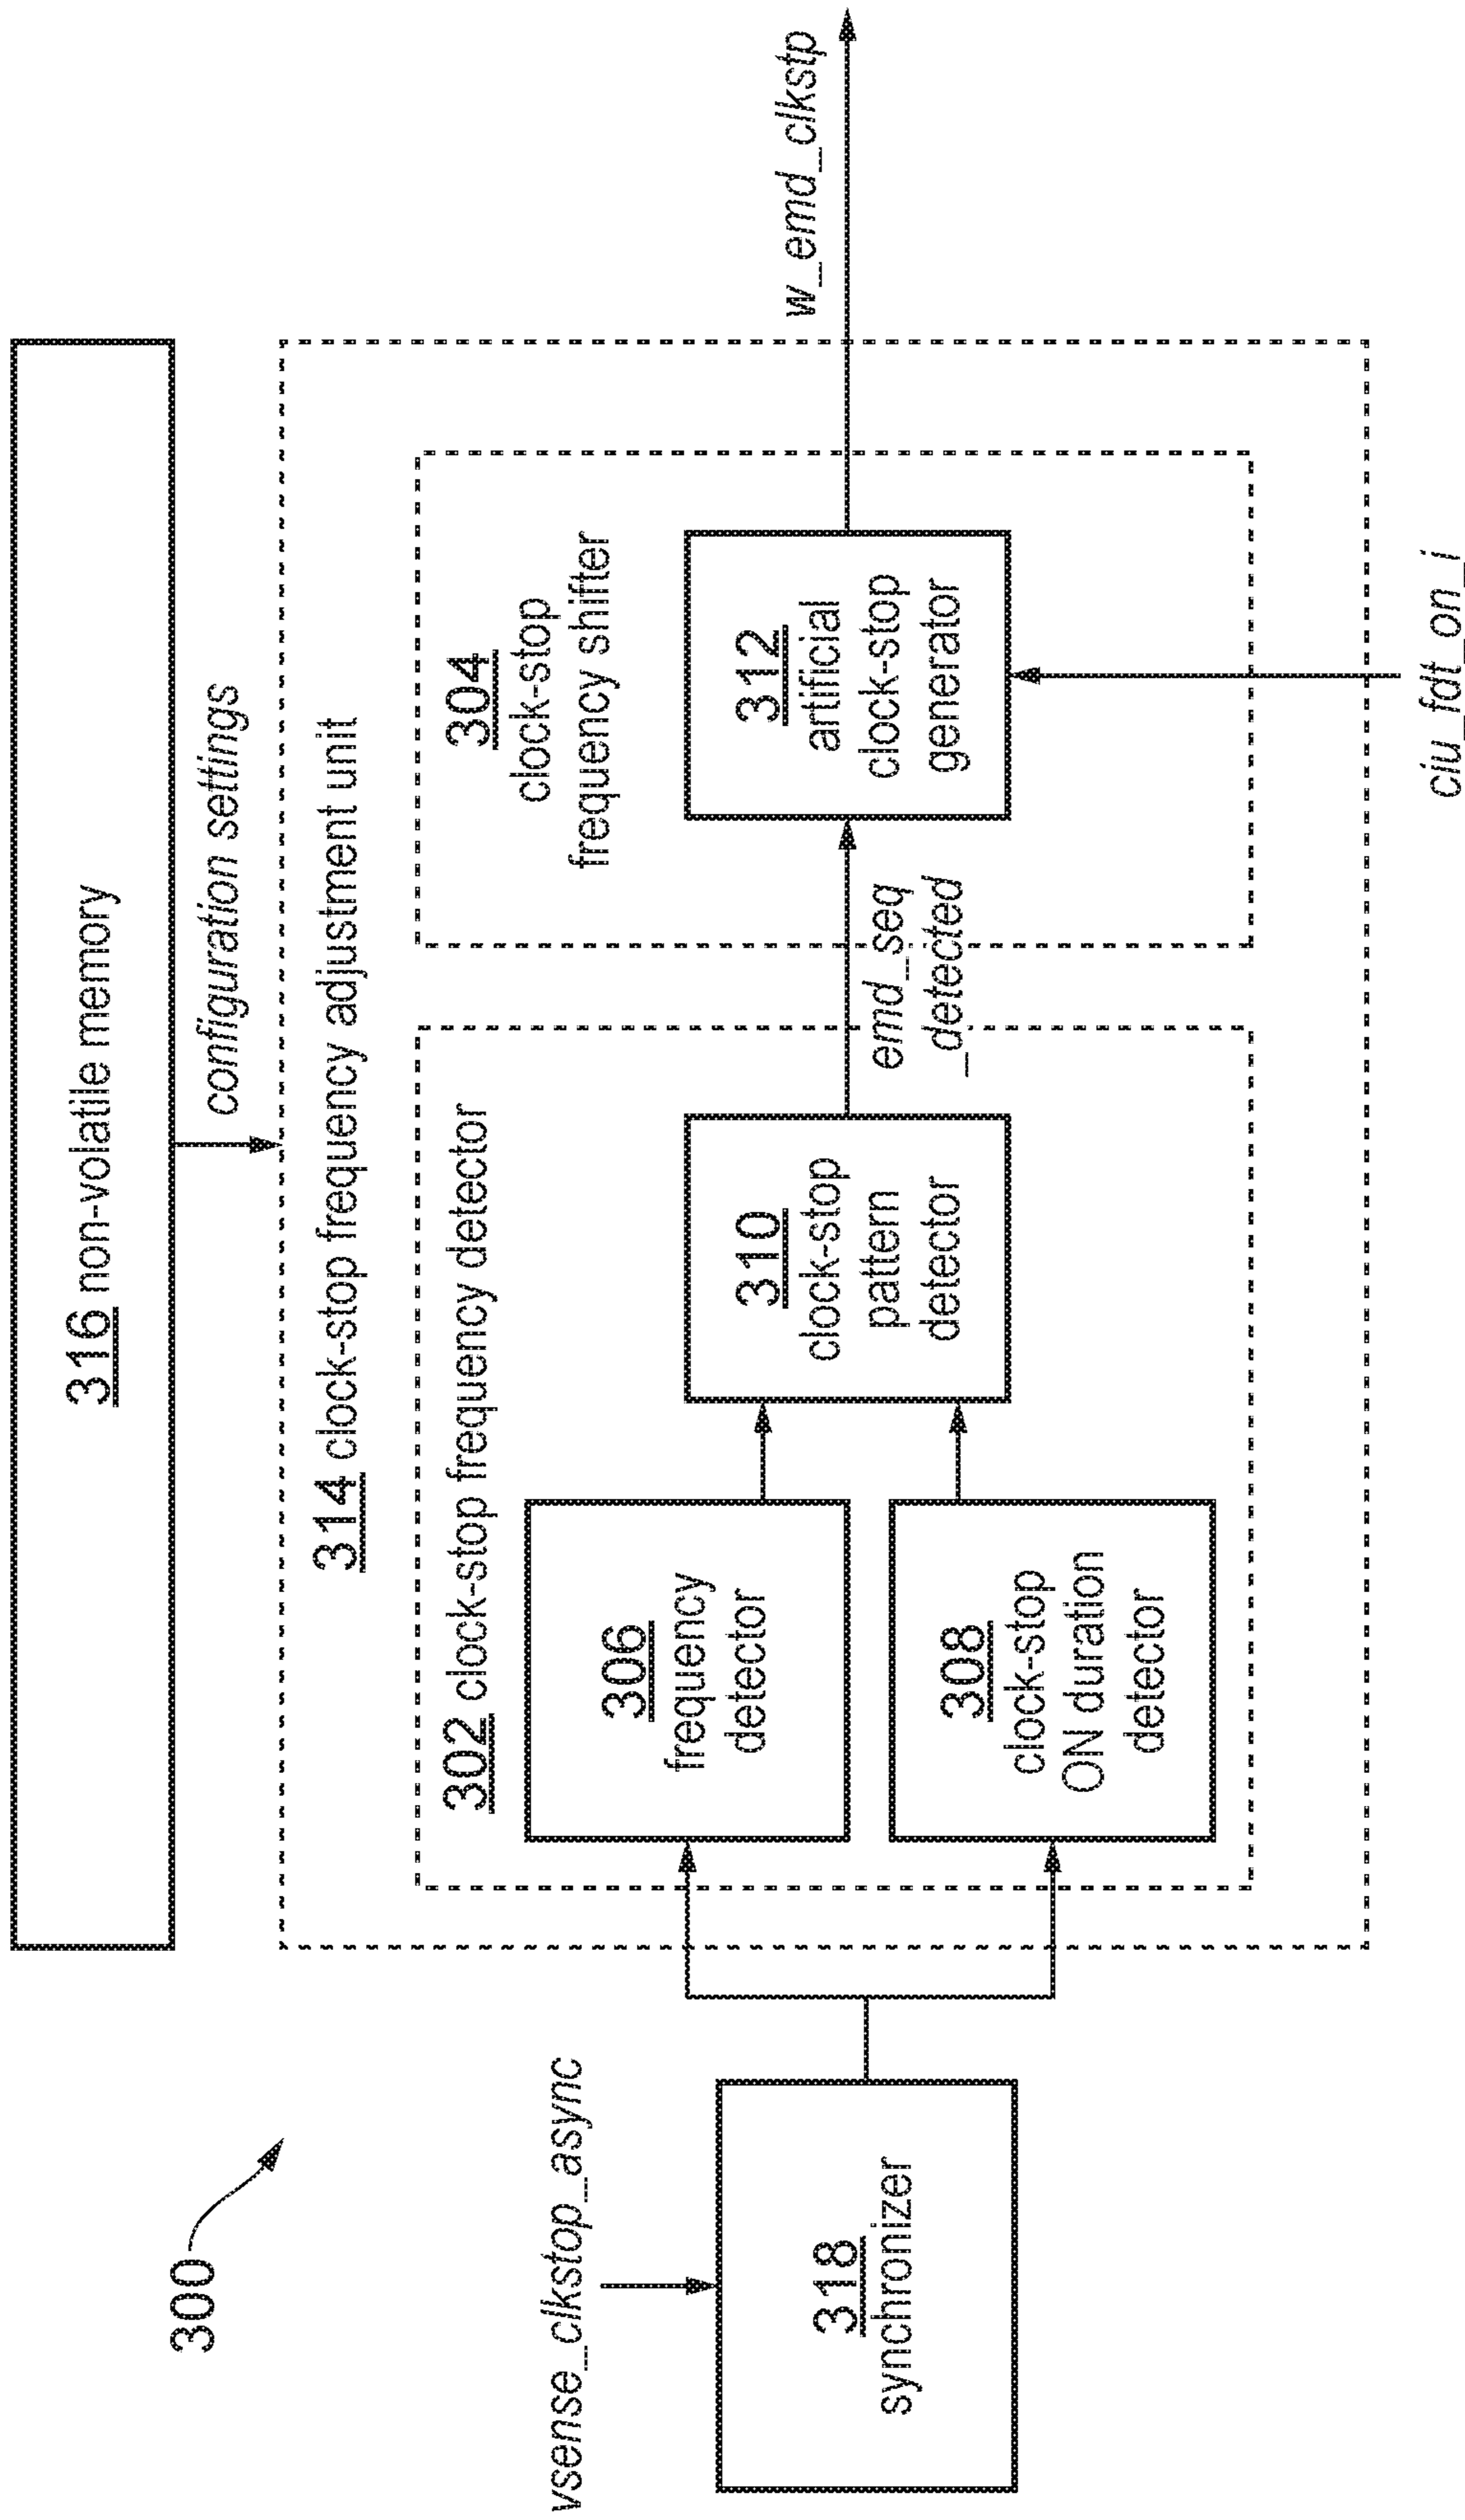 316 non-volatile memory
configuration settings
314 clock-stop frequency adjustment unit
302 clock-stop frequency detector
304
clock-stop
frequency shifter
300
vsense_clkstop_async
318
synchronizer
306
frequency
detector
308
clock-stop
ON duration
detector
310
clock-stop
pattern
detector
emd_seq
_detected
312
artificial
clock-stop
generator
w_emd_clkstp
ciu_fdt_on_i